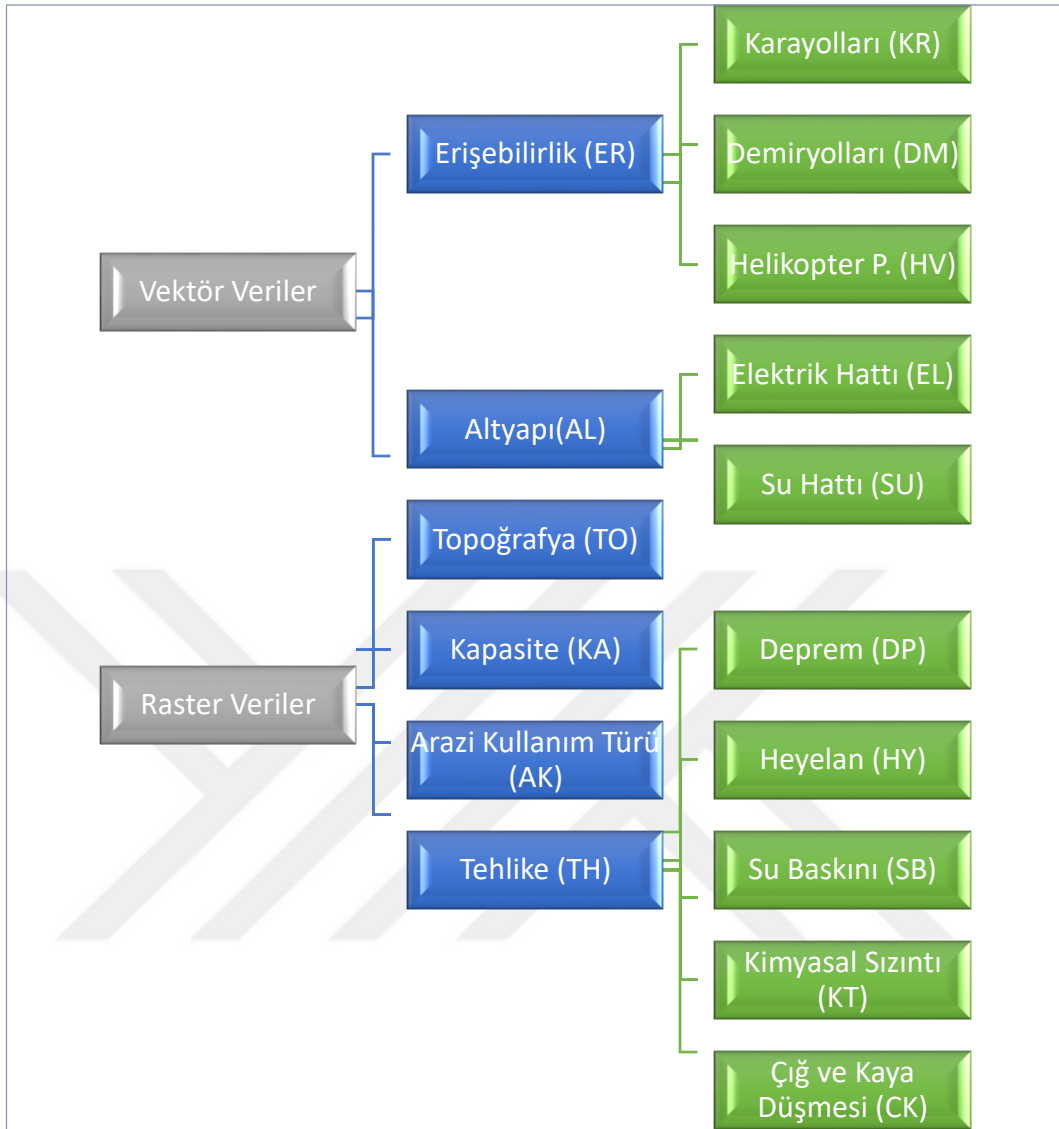 Vektör Veriler
Erişebilirlik (ER)
Karayolları (KR)
Demiryolları (DM)
Helikopter P. (HV)
Altyapı(AL)
Elektrik Hattı (EL)
Su Hattı (SU)
Raster Veriler
Topoğrafya (TO)
Kapasite (KA)
Arazi Kullanım Türü
(AK)
Tehlike (TH)
Deprem (DP)
Heyelan (HY)
Su Baskını (SB)
Kimyasal Sızıntı
(KT)
Çığ ve Kaya
Düşmesi (CK)